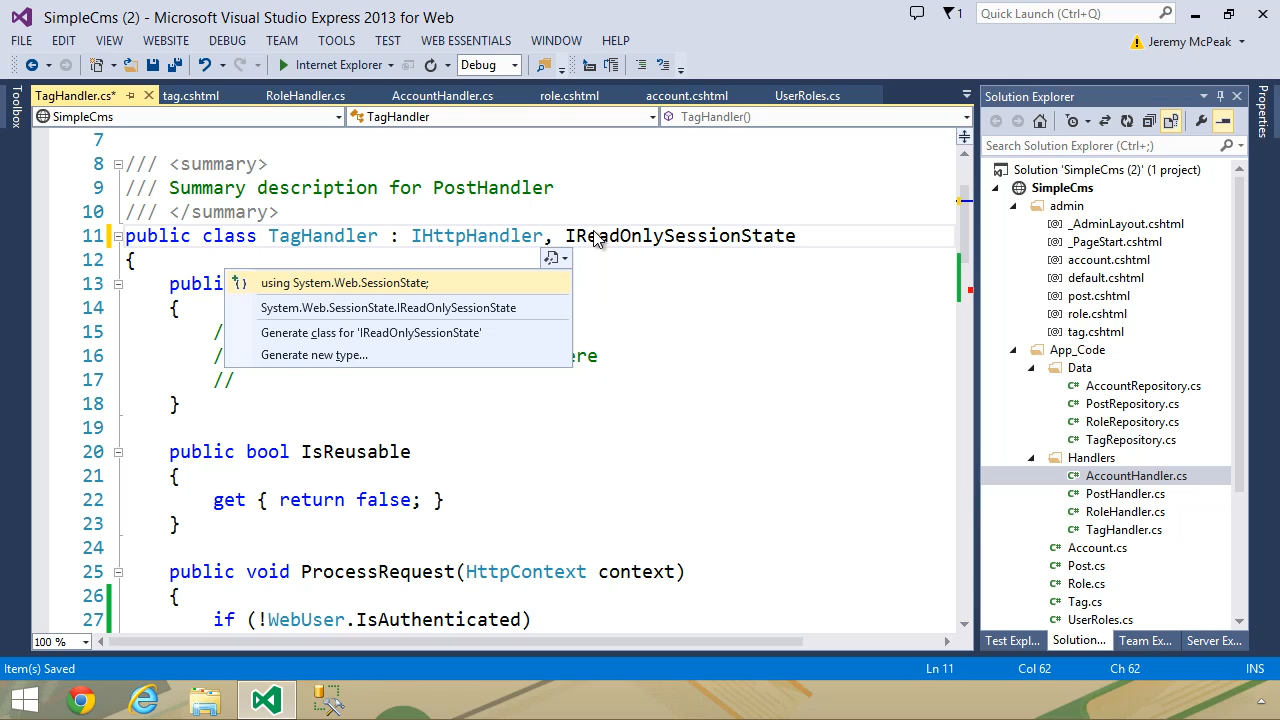 SimpleCms (2) - Microsoft Visual Studio Express 2013 for Web
1
Quick Launch (Ctrl+Q)
FILE EDIT VIEW WEBSITE DEBUG TEAM TOOLS TEST WEB ESSENTIALS WINDOW HELP
Jeremy McPeak
Internet Explorer
Debug
Toolbox
TagHandler.cs*
tag.cshtml
RoleHandler.cs
AccountHandler.cs
role.cshtml
account.cshtml
UserRoles.cs
SimpleCms
TagHandler
TagHandler()
7
8 /// <summary>
9 /// Summary description for PostHandler
10 /// </summary>
11 public class TagHandler : IHttpHandler, IReadOnlySessionState
12 {
13 publi
14 {
15 /
16 / ere
17 //
18 }
19
20 public bool IsReusable
21 {
22 get { return false; }
23 }
24
25 public void ProcessRequest(HttpContext context)
26 {
27 if (!WebUser.IsAuthenticated)
using System.Web.SessionState;
System.Web.SessionState.IReadOnlySessionState
Generate class for 'IReadOnlySessionState'
Generate new type...
100 %
Solution Explorer
Search Solution Explorer (Ctrl+;)
Solution 'SimpleCms (2)' (1 project)
SimpleCms
admin
_AdminLayout.cshtml
_PageStart.cshtml
account.cshtml
default.cshtml
post.cshtml
role.cshtml
tag.cshtml
App_Code
Data
C# AccountRepository.cs
C# PostRepository.cs
C# RoleRepository.cs
C# TagRepository.cs
Handlers
C# AccountHandler.cs
C# PostHandler.cs
C# RoleHandler.cs
C# TagHandler.cs
C# Account.cs
C# Post.cs
C# Role.cs
C# Tag.cs
C# UserRoles.cs
Test Expl...
Solution...
Team Ex...
Server Ex...
Properties
Item(s) Saved
Ln 11
Col 62
Ch 62
INS